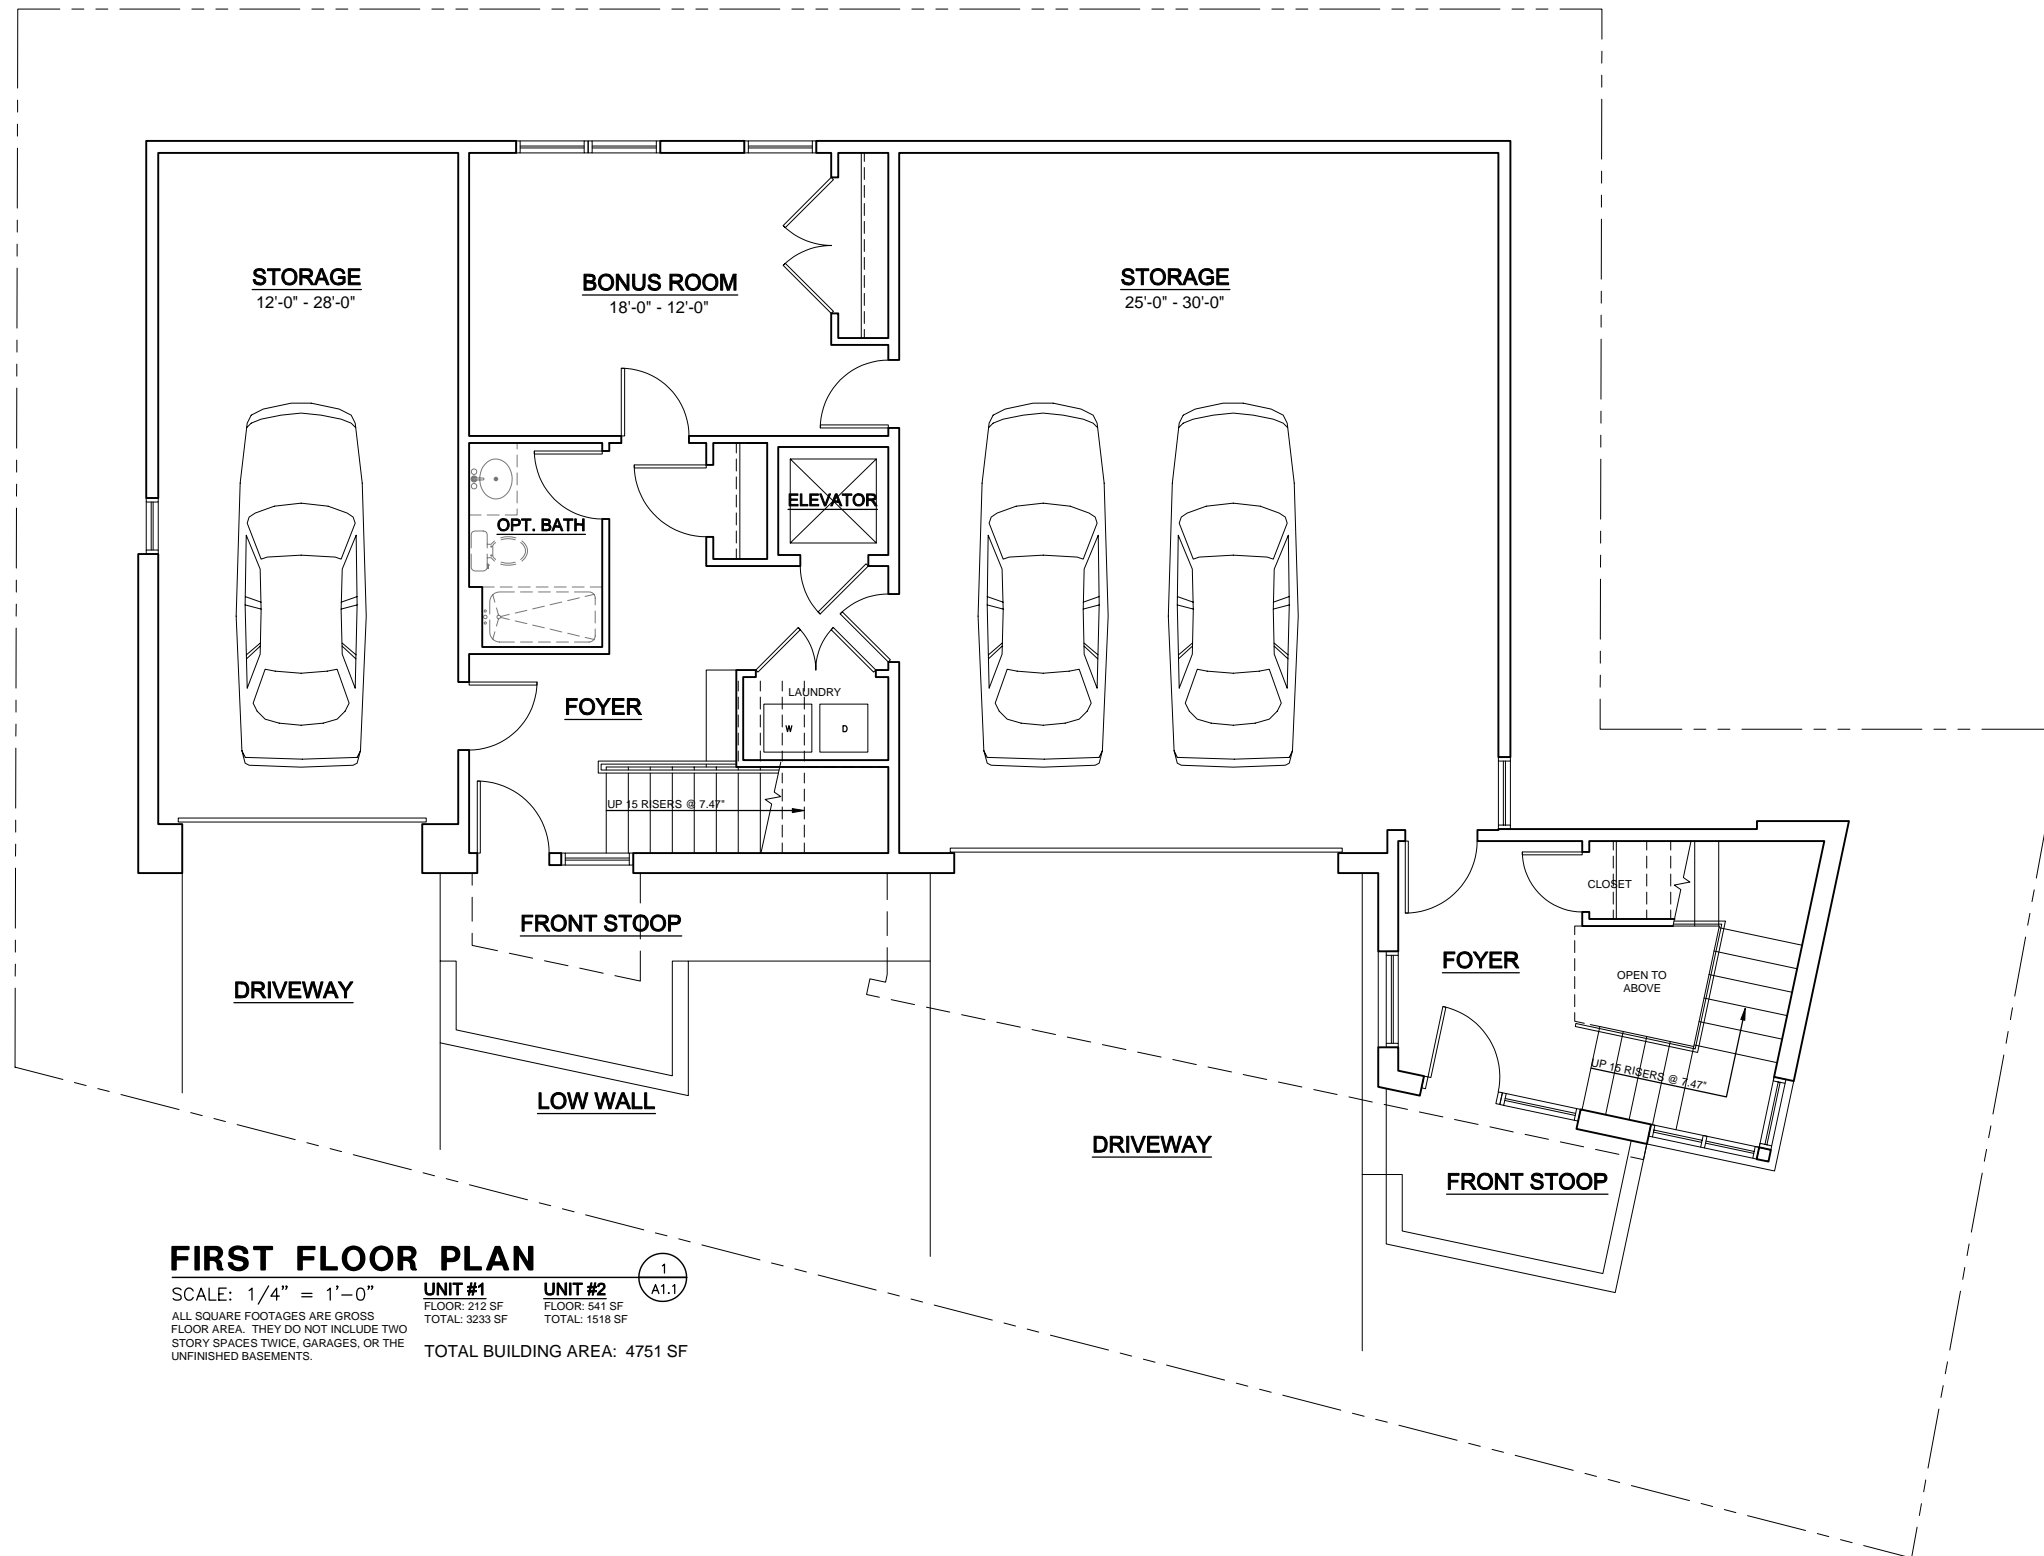 STORAGE
12'-0" - 28'-0"
BONUS ROOM
18'-0" - 12'-0"
STORAGE
25'-0" - 30'-0"
ELEVATOR
OPT. BATH
LAUNDRY
W
D
FOYER
UP 15 RISERS @ 7.47"
CLOSET
FRONT STOOP
FOYER
OPEN TO
ABOVE
DRIVEWAY
UP 15 RISERS @ 7.47"
LOW WALL
DRIVEWAY
FRONT STOOP
FIRST FLOOR PLAN
1
A1.1
SCALE: 1/4" = 1'-0"
ALL SQUARE FOOTAGES ARE GROSS
FLOOR AREA. THEY DO NOT INCLUDE TWO
STORY SPACES TWICE, GARAGES, OR THE
UNFINISHED BASEMENTS.
UNIT #1
FLOOR: 212 SF
TOTAL: 3233 SF
UNIT #2
FLOOR: 541 SF
TOTAL: 1518 SF
TOTAL BUILDING AREA: 4751 SF